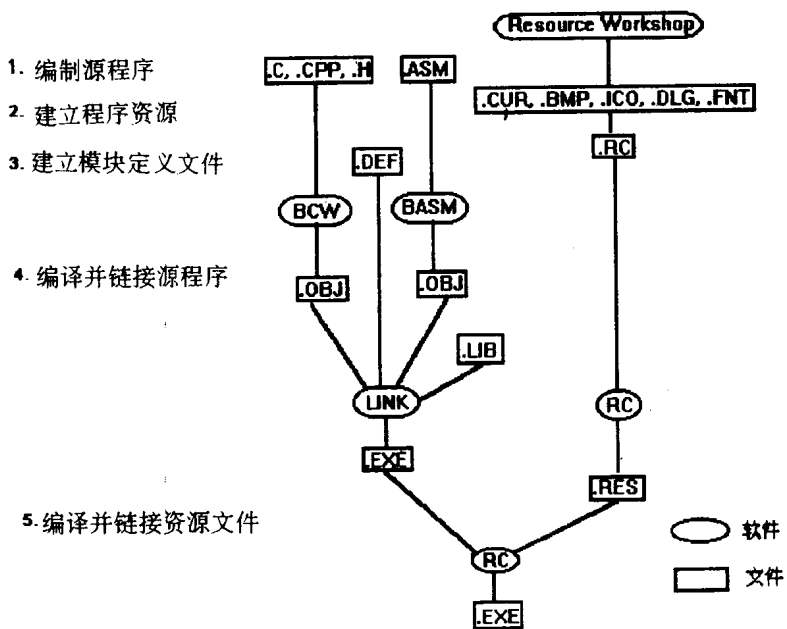 Resource Workshop
1. 编制源程序
.C, .CPP, .H
.ASM
.CUR, .BMP, .ICO, .DLG, .FNT
2. 建立程序资源
.RC
3. 建立模块定义文件
.DEF
BCW
BASM
4. 编译并链接源程序
.OBJ
.OBJ
.LIB
LINK
RC
.EXE
.RES
5. 编译并链接资源文件
软件
RC
文件
.EXE